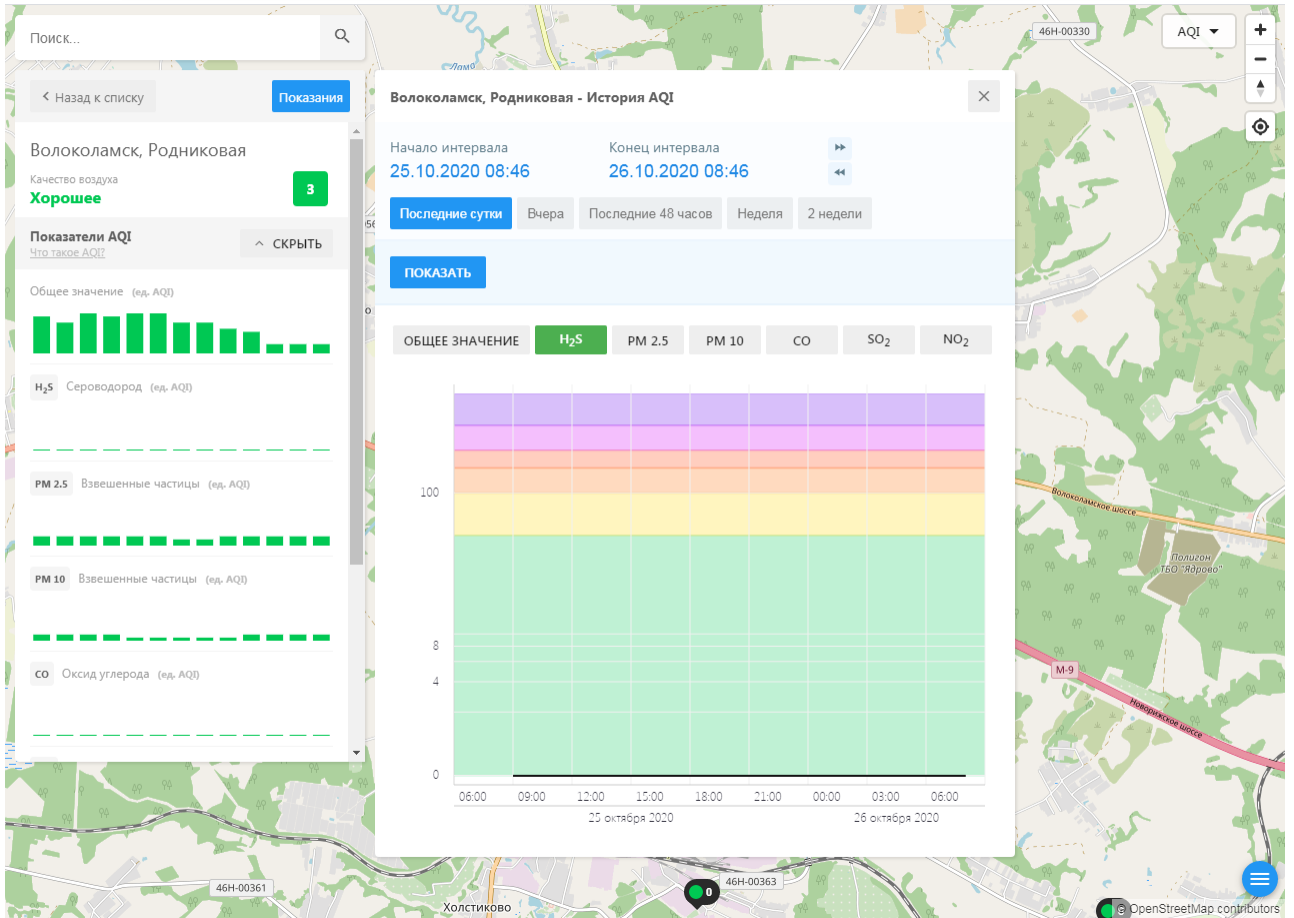 Поиск...
Назад к списку
Показания
Волоколамск, Родниковая
Качество воздуха
Хорошее
3
Показатели AQI
Что такое AQI?
СКРЫТЬ
Общее значение (ед. AQI)
H₂S Сероводород (ед. AQI)
PM 2.5 Взвешенные частицы (ед. AQI)
PM 10 Взвешенные частицы (ед. AQI)
CO Оксид углерода (ед. AQI)
Волоколамск, Родниковая - История AQI
Начало интервала
25.10.2020 08:46
Конец интервала
26.10.2020 08:46
Последние сутки
Вчера
Последние 48 часов
Неделя
2 недели
ПОКАЗАТЬ
ОБЩЕЕ ЗНАЧЕНИЕ
H₂S
PM 2.5
PM 10
CO
SO₂
NO₂
100
8
4
0
06:00 09:00 12:00 15:00 18:00 21:00 00:00 03:00 06:00
25 октября 2020
26 октября 2020
Лама
46Н-00330
AQI
Волоколамское шоссе
Полигон
ТБО "Ядрово"
М-9
Новорижское шоссе
46Н-00361
46Н-00363
0
Холстиково
© OpenStreetMap contributors